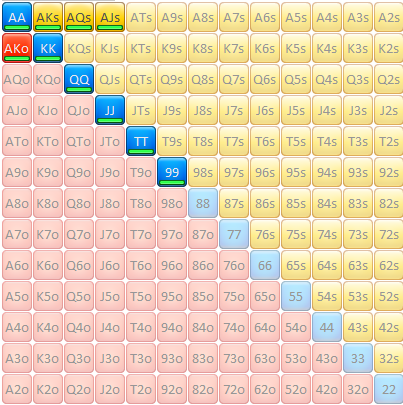 AA AKs AQs AJs ATs A9s A8s A7s A6s A5s A4s A3s A2s
AKo KK KQs KJs KTs K9s K8s K7s K6s K5s K4s K3s K2s
AQo KQo QQ QJs QTs Q9s Q8s Q7s Q6s Q5s Q4s Q3s Q2s
AJo KJo QJo JJ JTs J9s J8s J7s J6s J5s J4s J3s J2s
ATo KTo QTo JTo TT T9s T8s T7s T6s T5s T4s T3s T2s
A9o K9o Q9o J9o T9o 99 98s 97s 96s 95s 94s 93s 92s
A8o K8o Q8o J8o T8o 98o 88 87s 86s 85s 84s 83s 82s
A7o K7o Q7o J7o T7o 97o 87o 77 76s 75s 74s 73s 72s
A6o K6o Q6o J6o T6o 96o 86o 76o 66 65s 64s 63s 62s
A5o K5o Q5o J5o T5o 95o 85o 75o 65o 55 54s 53s 52s
A4o K4o Q4o J4o T4o 94o 84o 74o 64o 54o 44 43s 42s
A3o K3o Q3o J3o T3o 93o 83o 73o 63o 53o 43o 33 32s
A2o K2o Q2o J2o T2o 92o 82o 72o 62o 52o 42o 32o 22